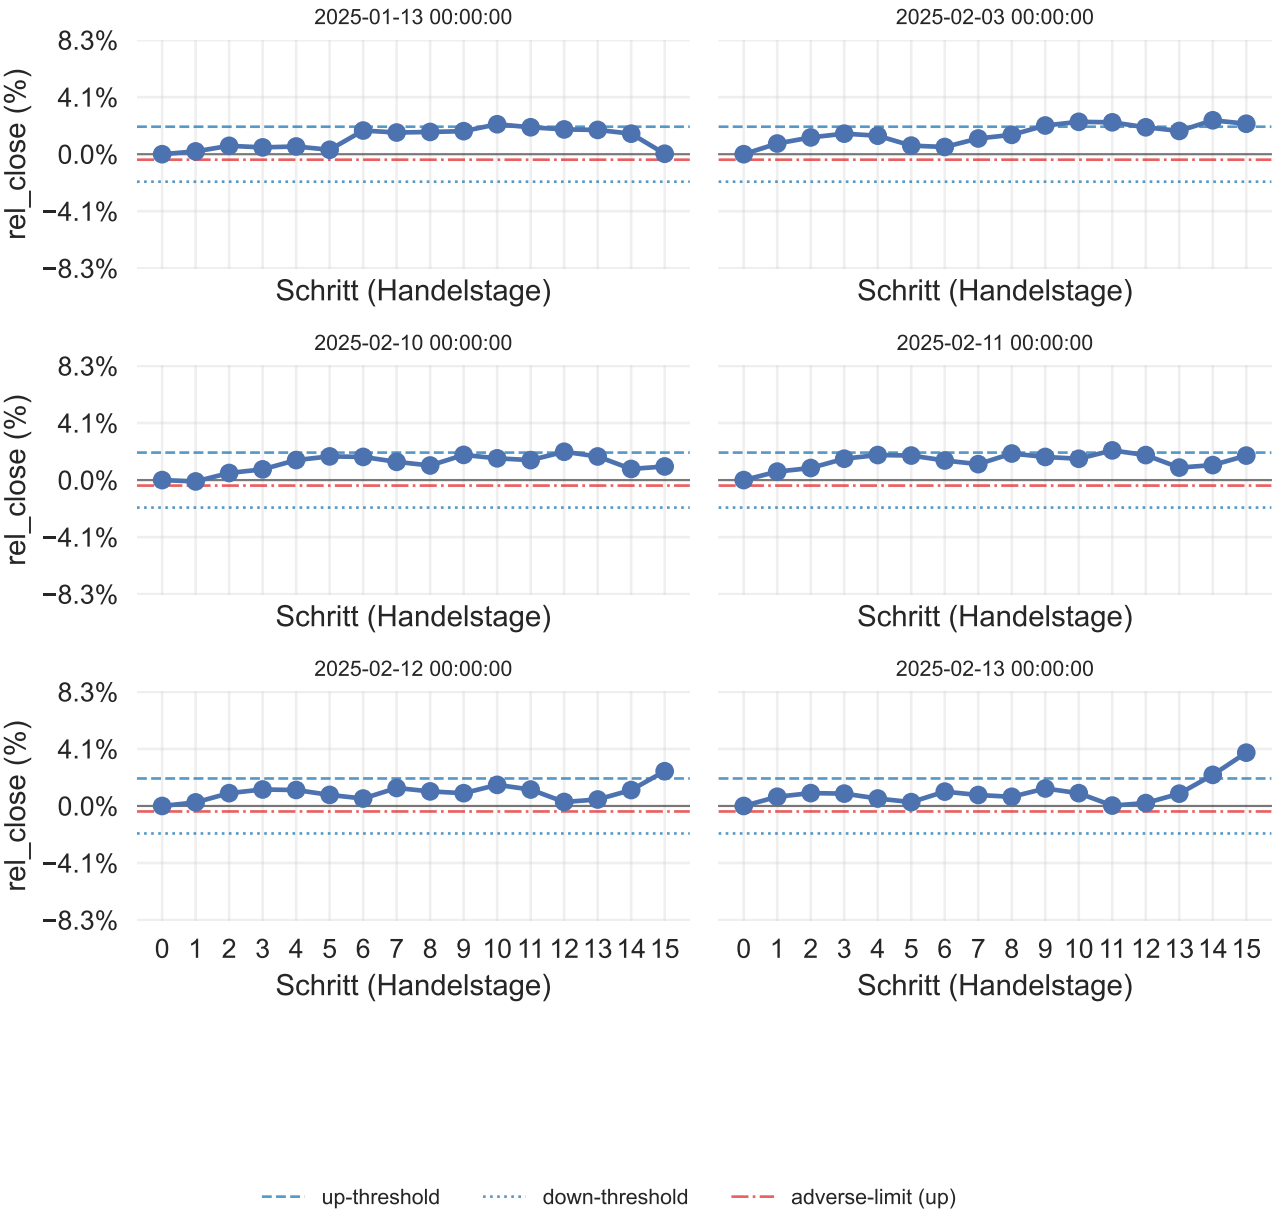 2025-01-13 00:00:00
2025-02-03 00:00:00
8.3%
4.1%
0.0%
−4.1%
−8.3%
rel_close (%)
Schritt (Handelstage)
Schritt (Handelstage)
2025-02-10 00:00:00
2025-02-11 00:00:00
8.3%
4.1%
0.0%
−4.1%
−8.3%
rel_close (%)
Schritt (Handelstage)
Schritt (Handelstage)
2025-02-12 00:00:00
2025-02-13 00:00:00
8.3%
4.1%
0.0%
−4.1%
−8.3%
rel_close (%)
0 1 2 3 4 5 6 7 8 9 10 11 12 13 14 15
0 1 2 3 4 5 6 7 8 9 10 11 12 13 14 15
Schritt (Handelstage)
Schritt (Handelstage)
up-threshold
down-threshold
adverse-limit (up)